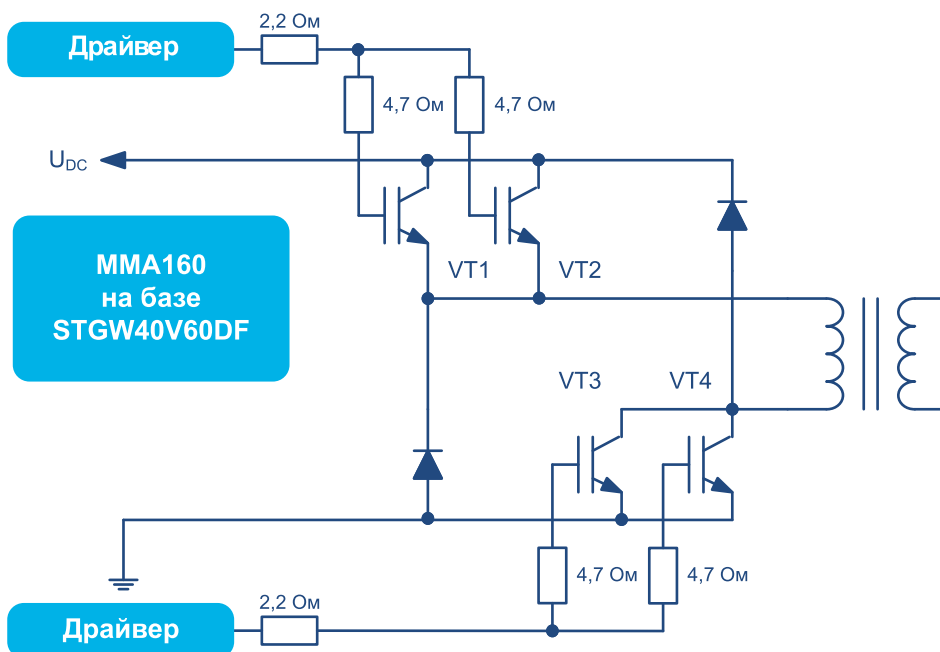 2,2 Ом
Драйвер
4,7 Ом
4,7 Ом
UDC
MMA160
на базе
STGW40V60DF
VT1
VT2
VT3
VT4
4,7 Ом
4,7 Ом
2,2 Ом
Драйвер